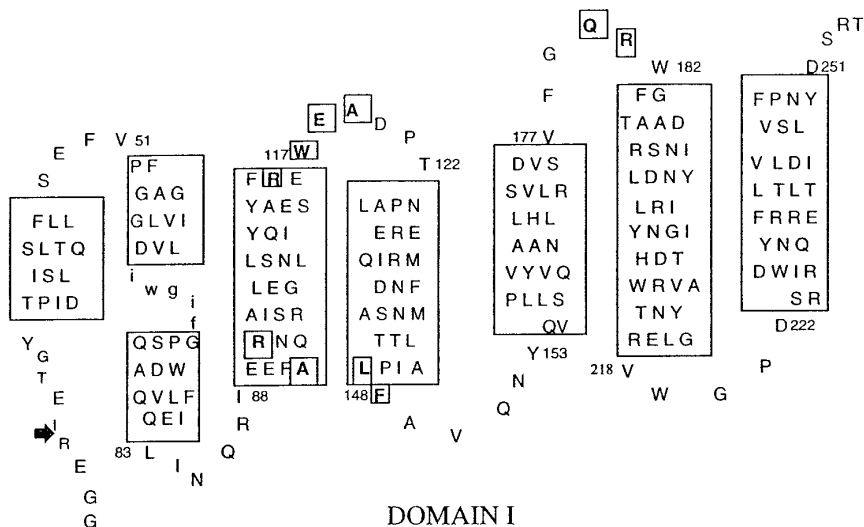 S
E
F
V 51
FLL
SLTQ
ISL
TPID
Y
G
T
E
I
R
E
G
G
PF
GAG
GLVI
DVL
i
w
g
i
f
QSPG
ADW
QVLF
QEI
83
L
I
N
Q
R
I 88
117 W
E
A
D
P
T 122
FRE
YAES
YQI
LSNL
LEG
AISR
RNQ
EEFA
LAPN
ERE
QIRM
DNF
ASNM
TTL
LPIA
148 F
A
V
Q
N
Y 153
177 V
F
G
Q
R
W 182
DVS
SVLR
LHL
AAN
VYVQ
PLLS
QV
FG
TAAD
RSNI
LDNY
LRI
YNGI
HDT
WRVA
TNY
RELG
218 V
W
G
P
D 222
D 251
S
RT
FPNY
VSL
VLDI
LTLT
FRRE
YNQ
DWIR
SR
DOMAIN I